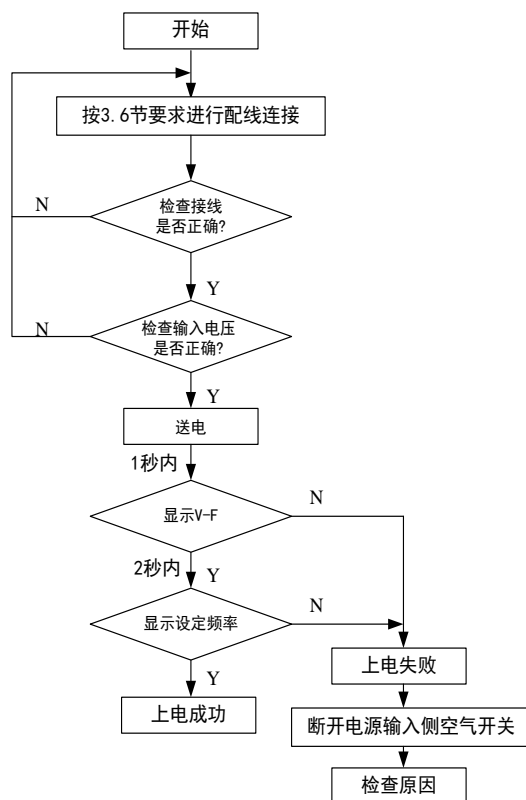 开始
按3.6节要求进行配线连接
N
检查接线
是否正确?
Y
N
检查输入电压
是否正确?
Y
送电
1秒内
显示V-F
N
2秒内
Y
显示设定频率
N
Y
上电失败
上电成功
断开电源输入侧空气开关
检查原因